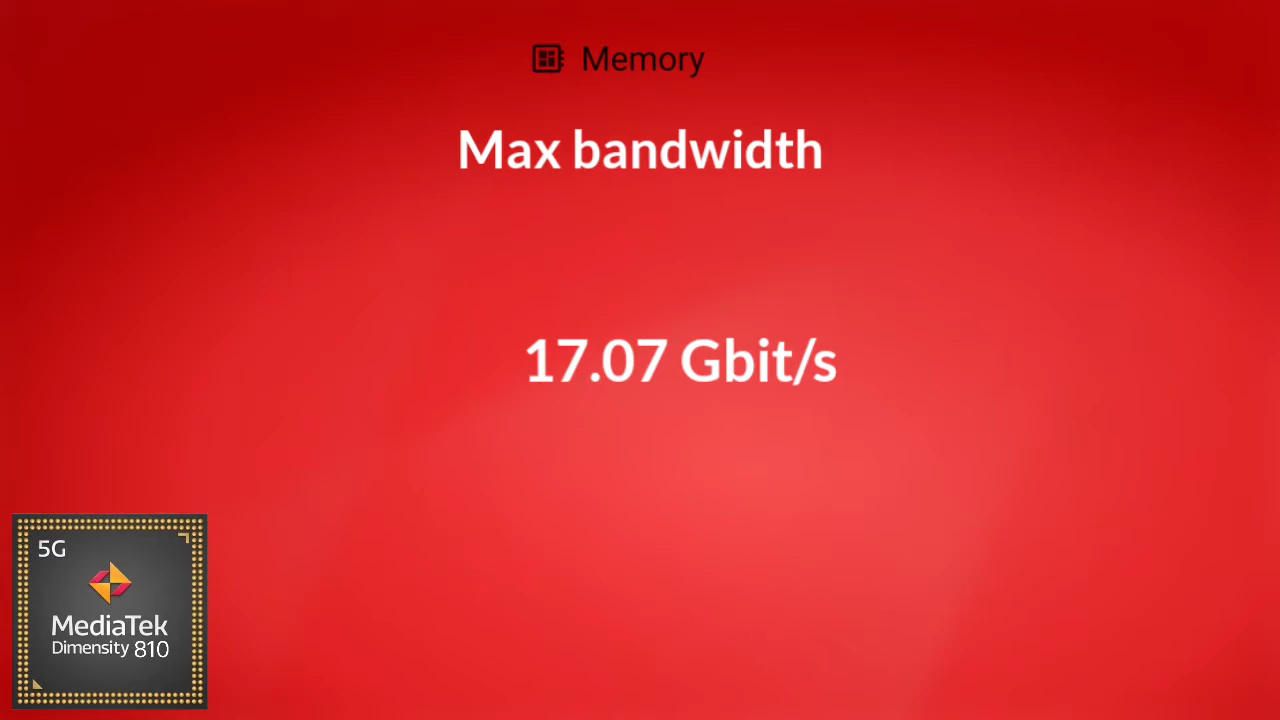 Memory
Max bandwidth
17.07 Gbit/s
5G
MediaTek
Dimensity 810